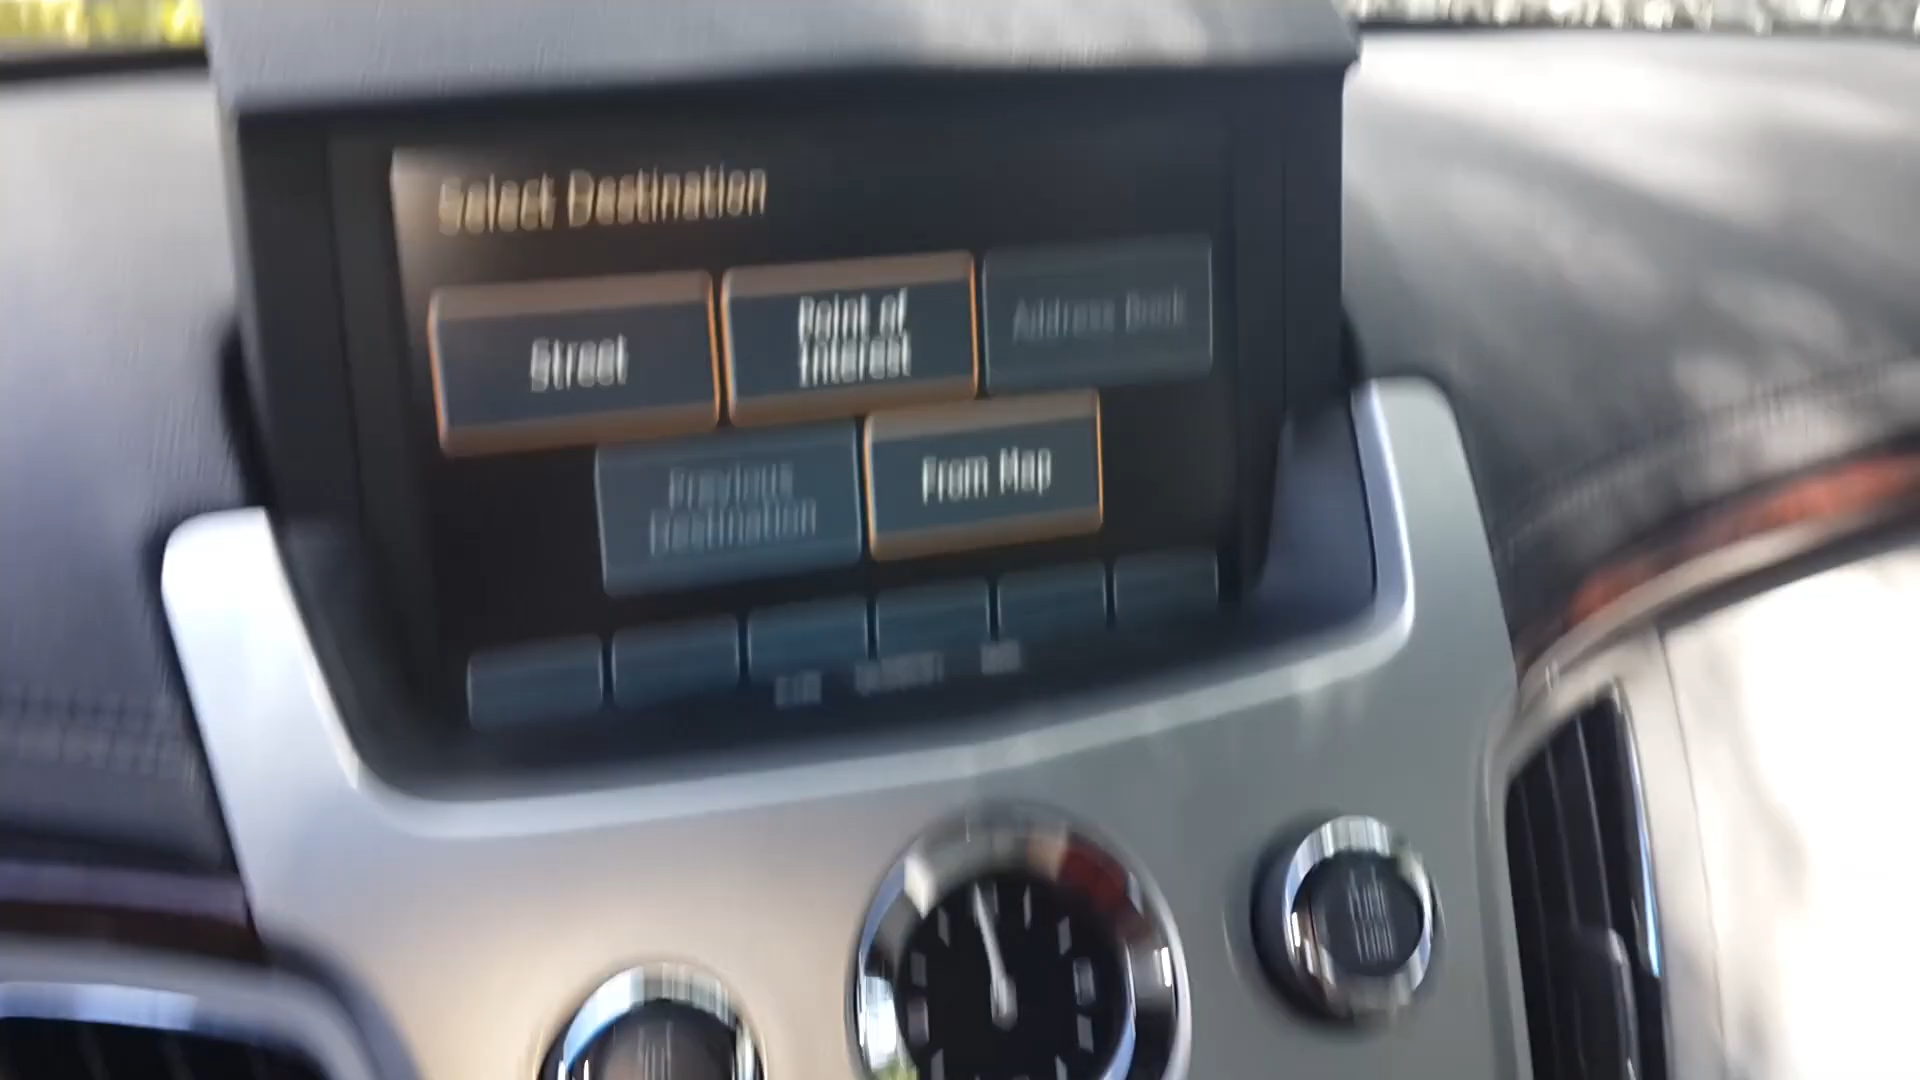 Select Destination
Street
Point of
Interest
Address Book
Previous
Destination
From Map